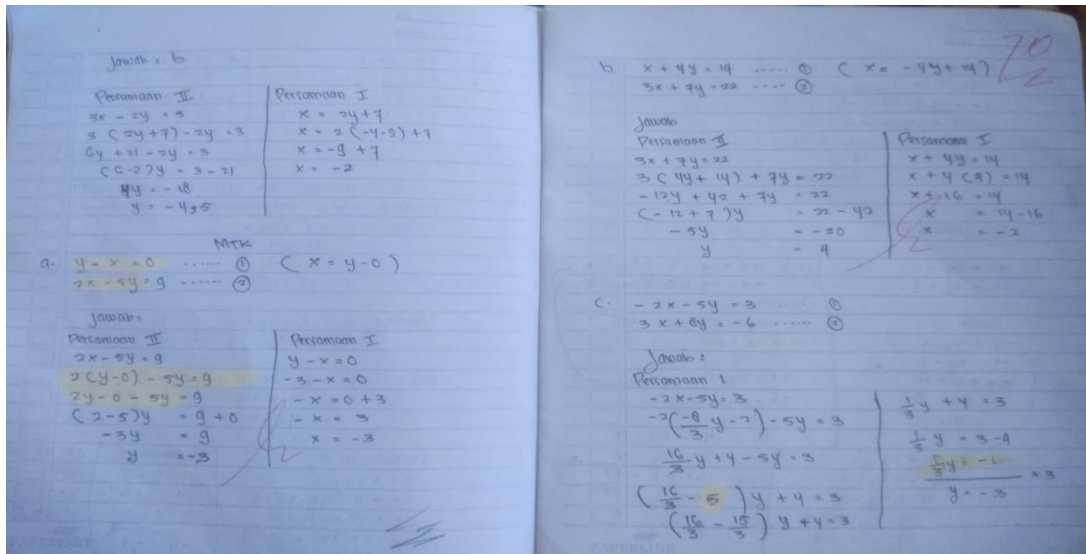 Jawab : b
Persamaan II
3x - 2y = 3
3 (2y+7) - 2y = 3
6y + 21 - 2y = 3
(6-2)y = 3 - 21
4y = -18
y = -4,5
Persamaan I
x = 2y + 7
x = 2 (-4-9) + 7
x = -9 + 7
x = -2
MTK
a. y - x = 0 ...... ① ( x = y-0 )
2x - 5y = 9 ...... ②
Jawab :
Persamaan II
2x - 5y = 9
2(y-0) - 5y = 9
2y - 0 - 5y = 9
(2-5)y = 9 + 0
-3y = 9
y = -3
Persamaan I
y - x = 0
-3 - x = 0
- x = 0 + 3
- x = 3
x = -3
70
b. x + 4y = 14 ...... ① ( x = -4y + 14 )
3x + 7y = 22 ..... ②
Jawab
Persamaan II
3x + 7y = 22
3 (4y + 14) + 7y = 22
-12y + 42 + 7y = 22
(-12 + 7)y = 22 - 42
-5y = -20
y = 4
Persamaan I
x + 4y = 14
x + 4 (4) = 14
x + 16 = 14
x = 14 - 16
x = -2
c. -2x - 5y = 3 ...... ①
3x + 8y = -6 ...... ②
Jawab :
Persamaan 1
-2x - 5y = 3
-2(-8/3 y - 2) - 5y = 3
16/3 y + 4 - 5y = 3
(16/3 - 5) y + 4 = 3
(16/3 - 15/3) y + 4 = 3
1/3 y + 4 = 3
1/3 y = 3 - 4
1/3 y = -1
× 3
y = -3
PAPERLINE